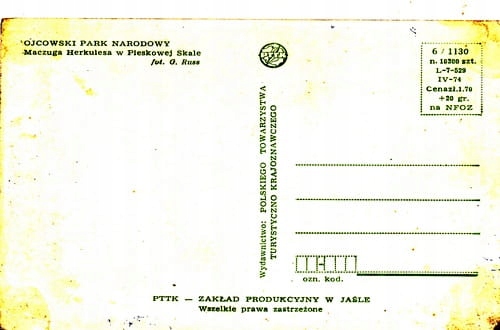 OJCOWSKI PARK NARODOWY
Maczuga Herkulesa w Pieskowej Skale
fot. G. Russ
6 / 1130
n. 10300 szt.
L-7-529
IV-74
Cena zł. 1.70
+20 gr.
na NFOZ
Wydawnictwo: POLSKIEGO TOWARZYSTWA
TURYSTYCZNO KRAJOZNAWCZEGO
ozn. kod.
PTTK — ZAKŁAD PRODUKCYJNY W JAŚLE
Wszelkie prawa zastrzeżone